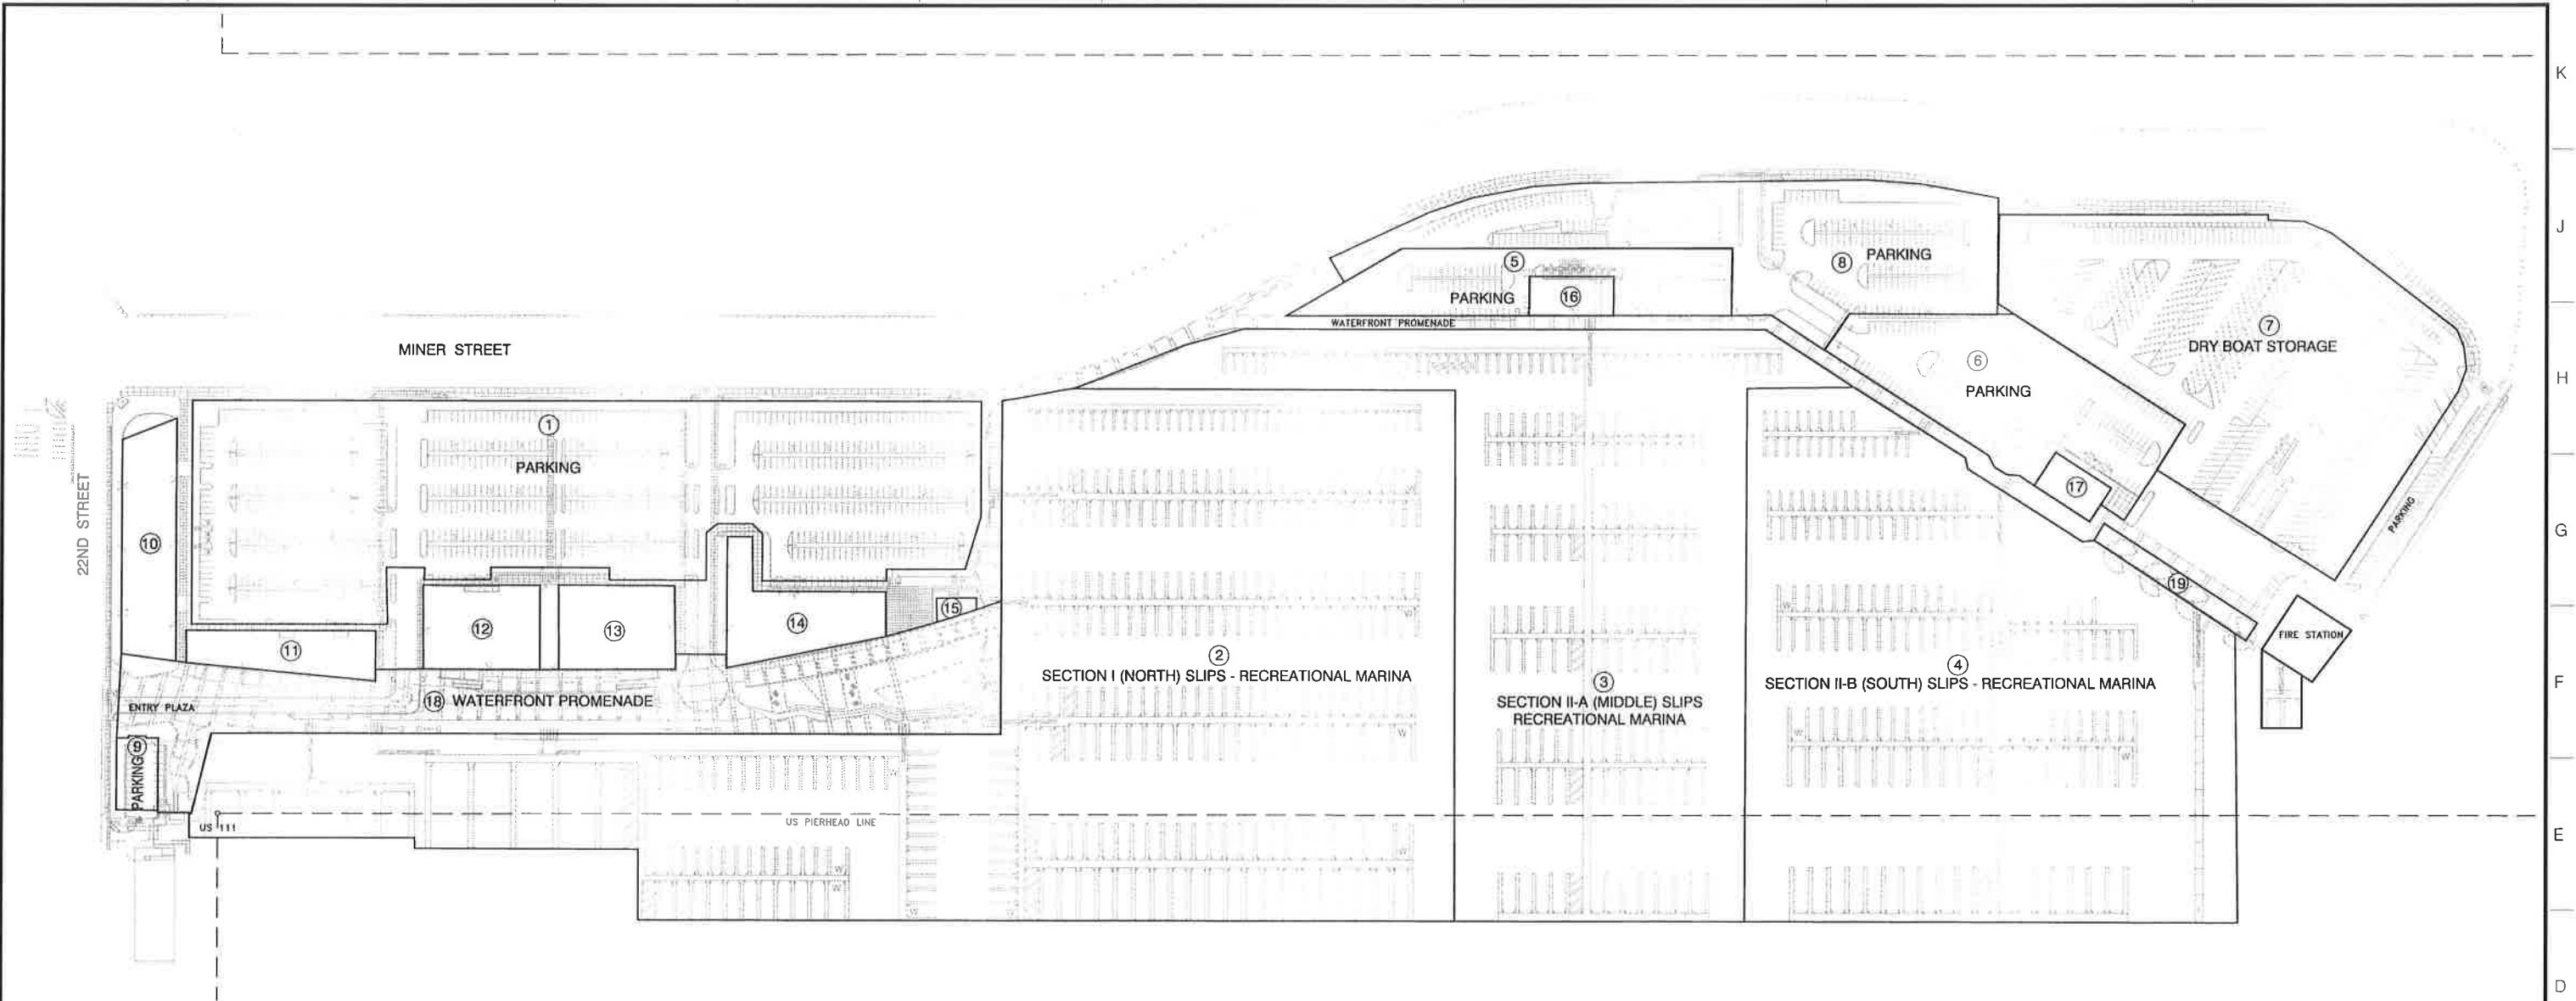 K
J
PARKING
8
5
PARKING
16
WATERFRONT PROMENADE
7
DRY BOAT STORAGE
MINER STREET
6
PARKING
H
1
PARKING
22ND STREET
10
17
PARKING
G
19
15
14
12
13
11
FIRE STATION
2
SECTION I (NORTH) SLIPS - RECREATIONAL MARINA
3
SECTION II-A (MIDDLE) SLIPS
RECREATIONAL MARINA
4
SECTION II-B (SOUTH) SLIPS - RECREATIONAL MARINA
F
18 WATERFRONT PROMENADE
ENTRY PLAZA
9
PARKING
US 111
US PIERHEAD LINE
E
W
W
W
W
W
W
W
W
W
W
W
D